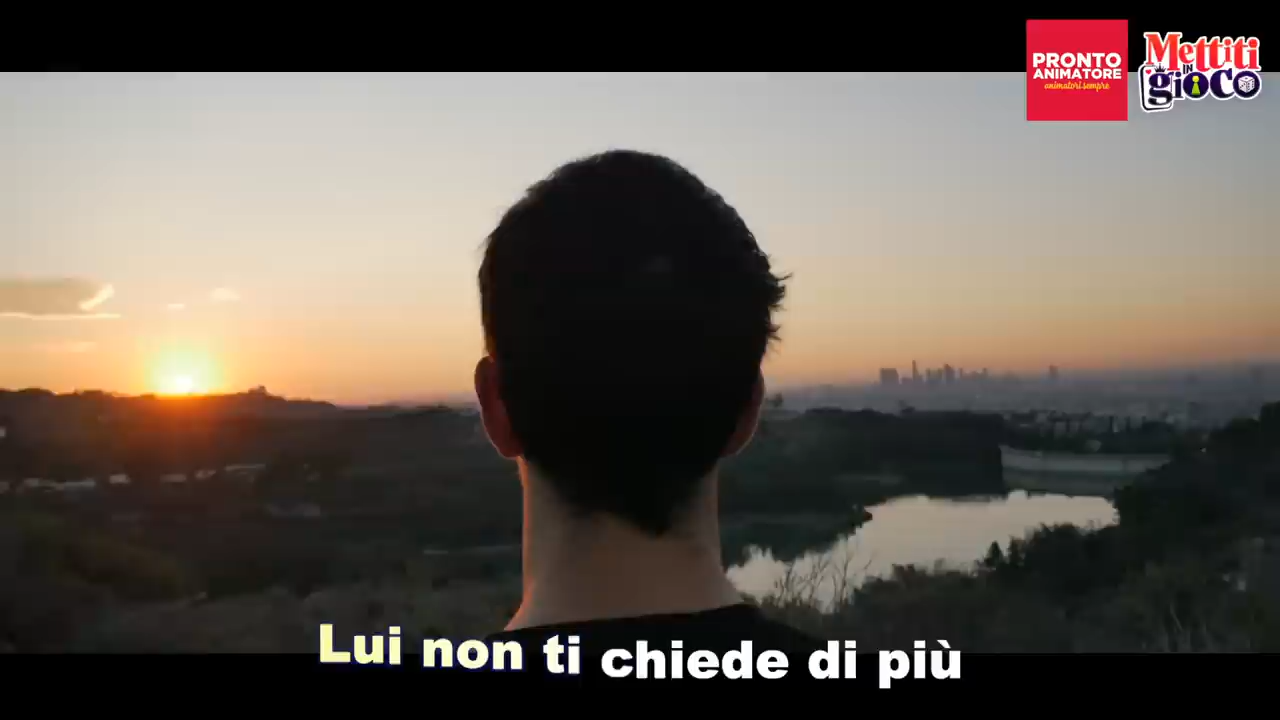 PRONTO
ANIMATORE
animatori sempre
Mettiti
IN
gioco
Lui non ti chiede di più